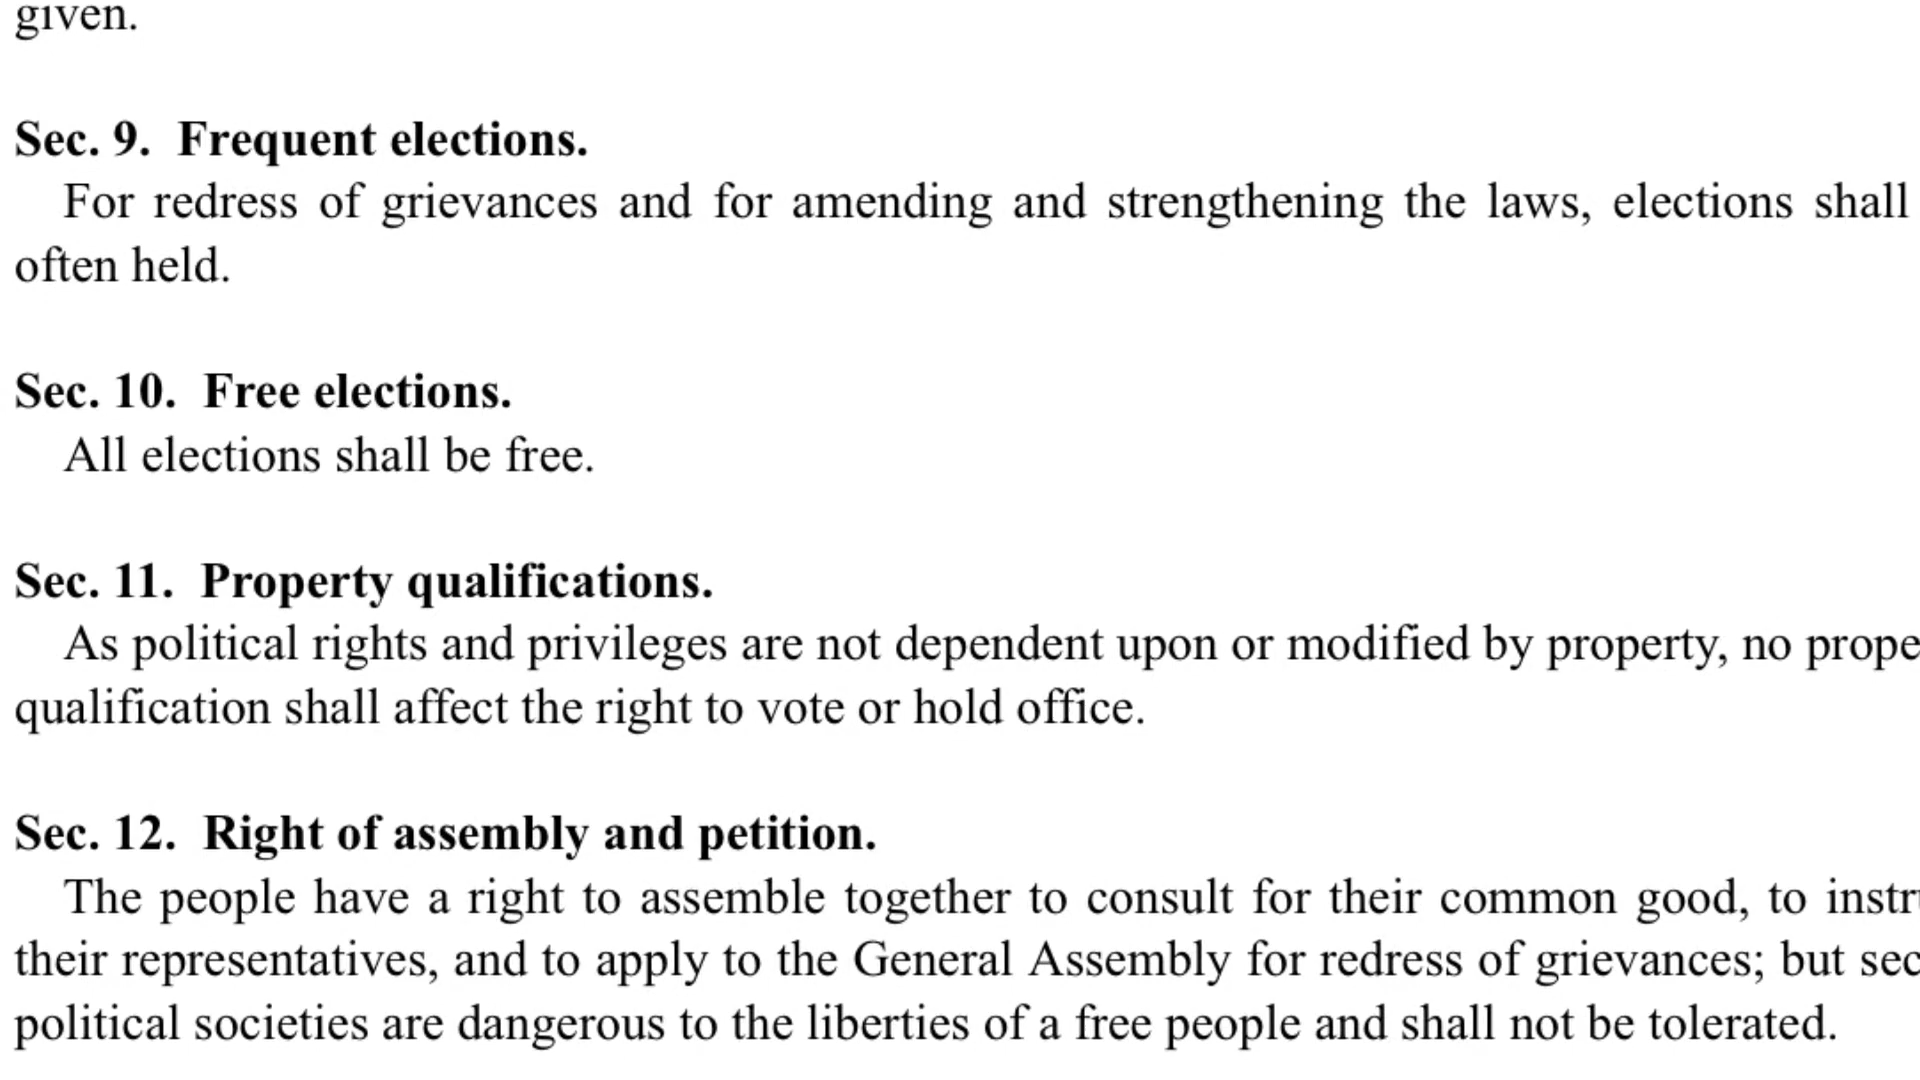 given.
Sec. 9. Frequent elections.
For redress of grievances and for amending and strengthening the laws, elections shall
often held.
Sec. 10. Free elections.
All elections shall be free.
Sec. 11. Property qualifications.
As political rights and privileges are not dependent upon or modified by property, no prope
qualification shall affect the right to vote or hold office.
Sec. 12. Right of assembly and petition.
The people have a right to assemble together to consult for their common good, to instr
their representatives, and to apply to the General Assembly for redress of grievances; but sec
political societies are dangerous to the liberties of a free people and shall not be tolerated.